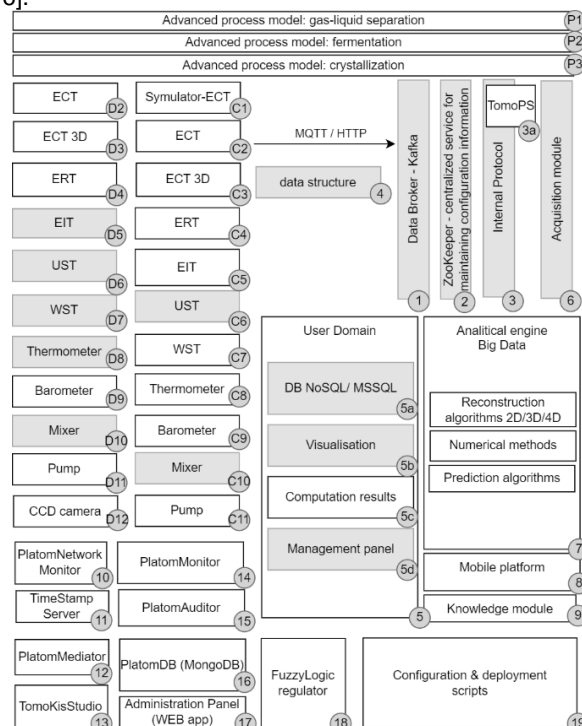 6].
Advanced process model: gas-liquid separation
P1
Advanced process model: fermentation
P2
Advanced process model: crystallization
P3
ECT
D2
Symulator-ECT
C1
ECT 3D
D3
ECT
C2
ERT
D4
ECT 3D
C3
EIT
D5
ERT
C4
UST
D6
EIT
C5
WST
D7
UST
C6
Thermometer
D8
WST
C7
Barometer
D9
Thermometer
C8
Mixer
D10
Barometer
C9
Pump
D11
Mixer
C10
CCD camera
D12
Pump
C11
MQTT / HTTP
data structure
4
Data Broker - Kafka
1
ZooKeeper - centralized service for
maintaining configuration information
2
TomoPS
3a
Internal Protocol
3
Acquisition module
6
User Domain
DB NoSQL/ MSSQL
5a
Visualisation
5b
Computation results
5c
Management panel
5d
5
Analitical engine
Big Data
Reconstruction
algorithms 2D/3D/4D
Numerical methods
Prediction algorithms
7
Mobile platform
8
Knowledge module
9
PlatomNetwork
Monitor
10
PlatomMonitor
14
TimeStamp
Server
11
PlatomAuditor
15
PlatomMediator
12
PlatomDB (MongoDB)
16
TomoKisStudio
13
Administration Panel
(WEB app)
17
FuzzyLogic
regulator
18
Configuration & deployment
scripts
19